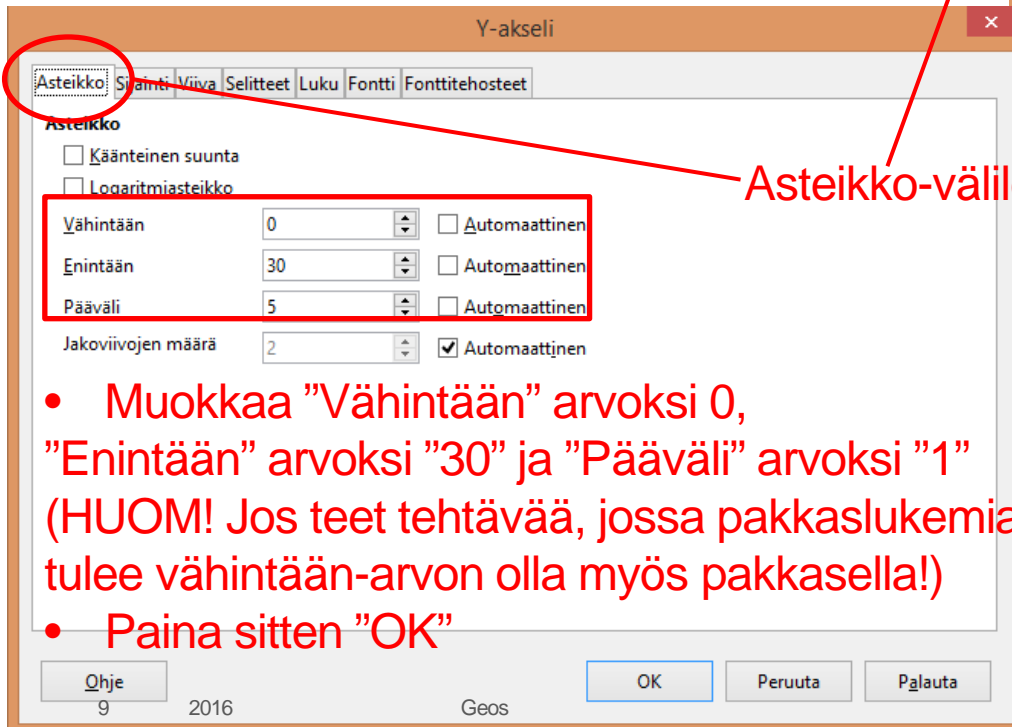 Y-akseli
Asteikko Sijainti Viiva Selitteet Luku Fontti Fonttitehosteet
Asteikko
Käänteinen suunta
Logaritmiasteikko
Asteikko-välil
Vähintään 0 Automaattinen
Enintään 30 Automaattinen
Pääväli 5 Automaattinen
Jakoviivojen määrä 2 Automaattinen
• Muokkaa ”Vähintään” arvoksi 0,
”Enintään” arvoksi ”30” ja ”Pääväli” arvoksi ”1”
(HUOM! Jos teet tehtävää, jossa pakkaslukemia
tulee vähintään-arvon olla myös pakkasella!)
• Paina sitten ”OK”
Ohje OK Peruuta Palauta
9 2016 Geos